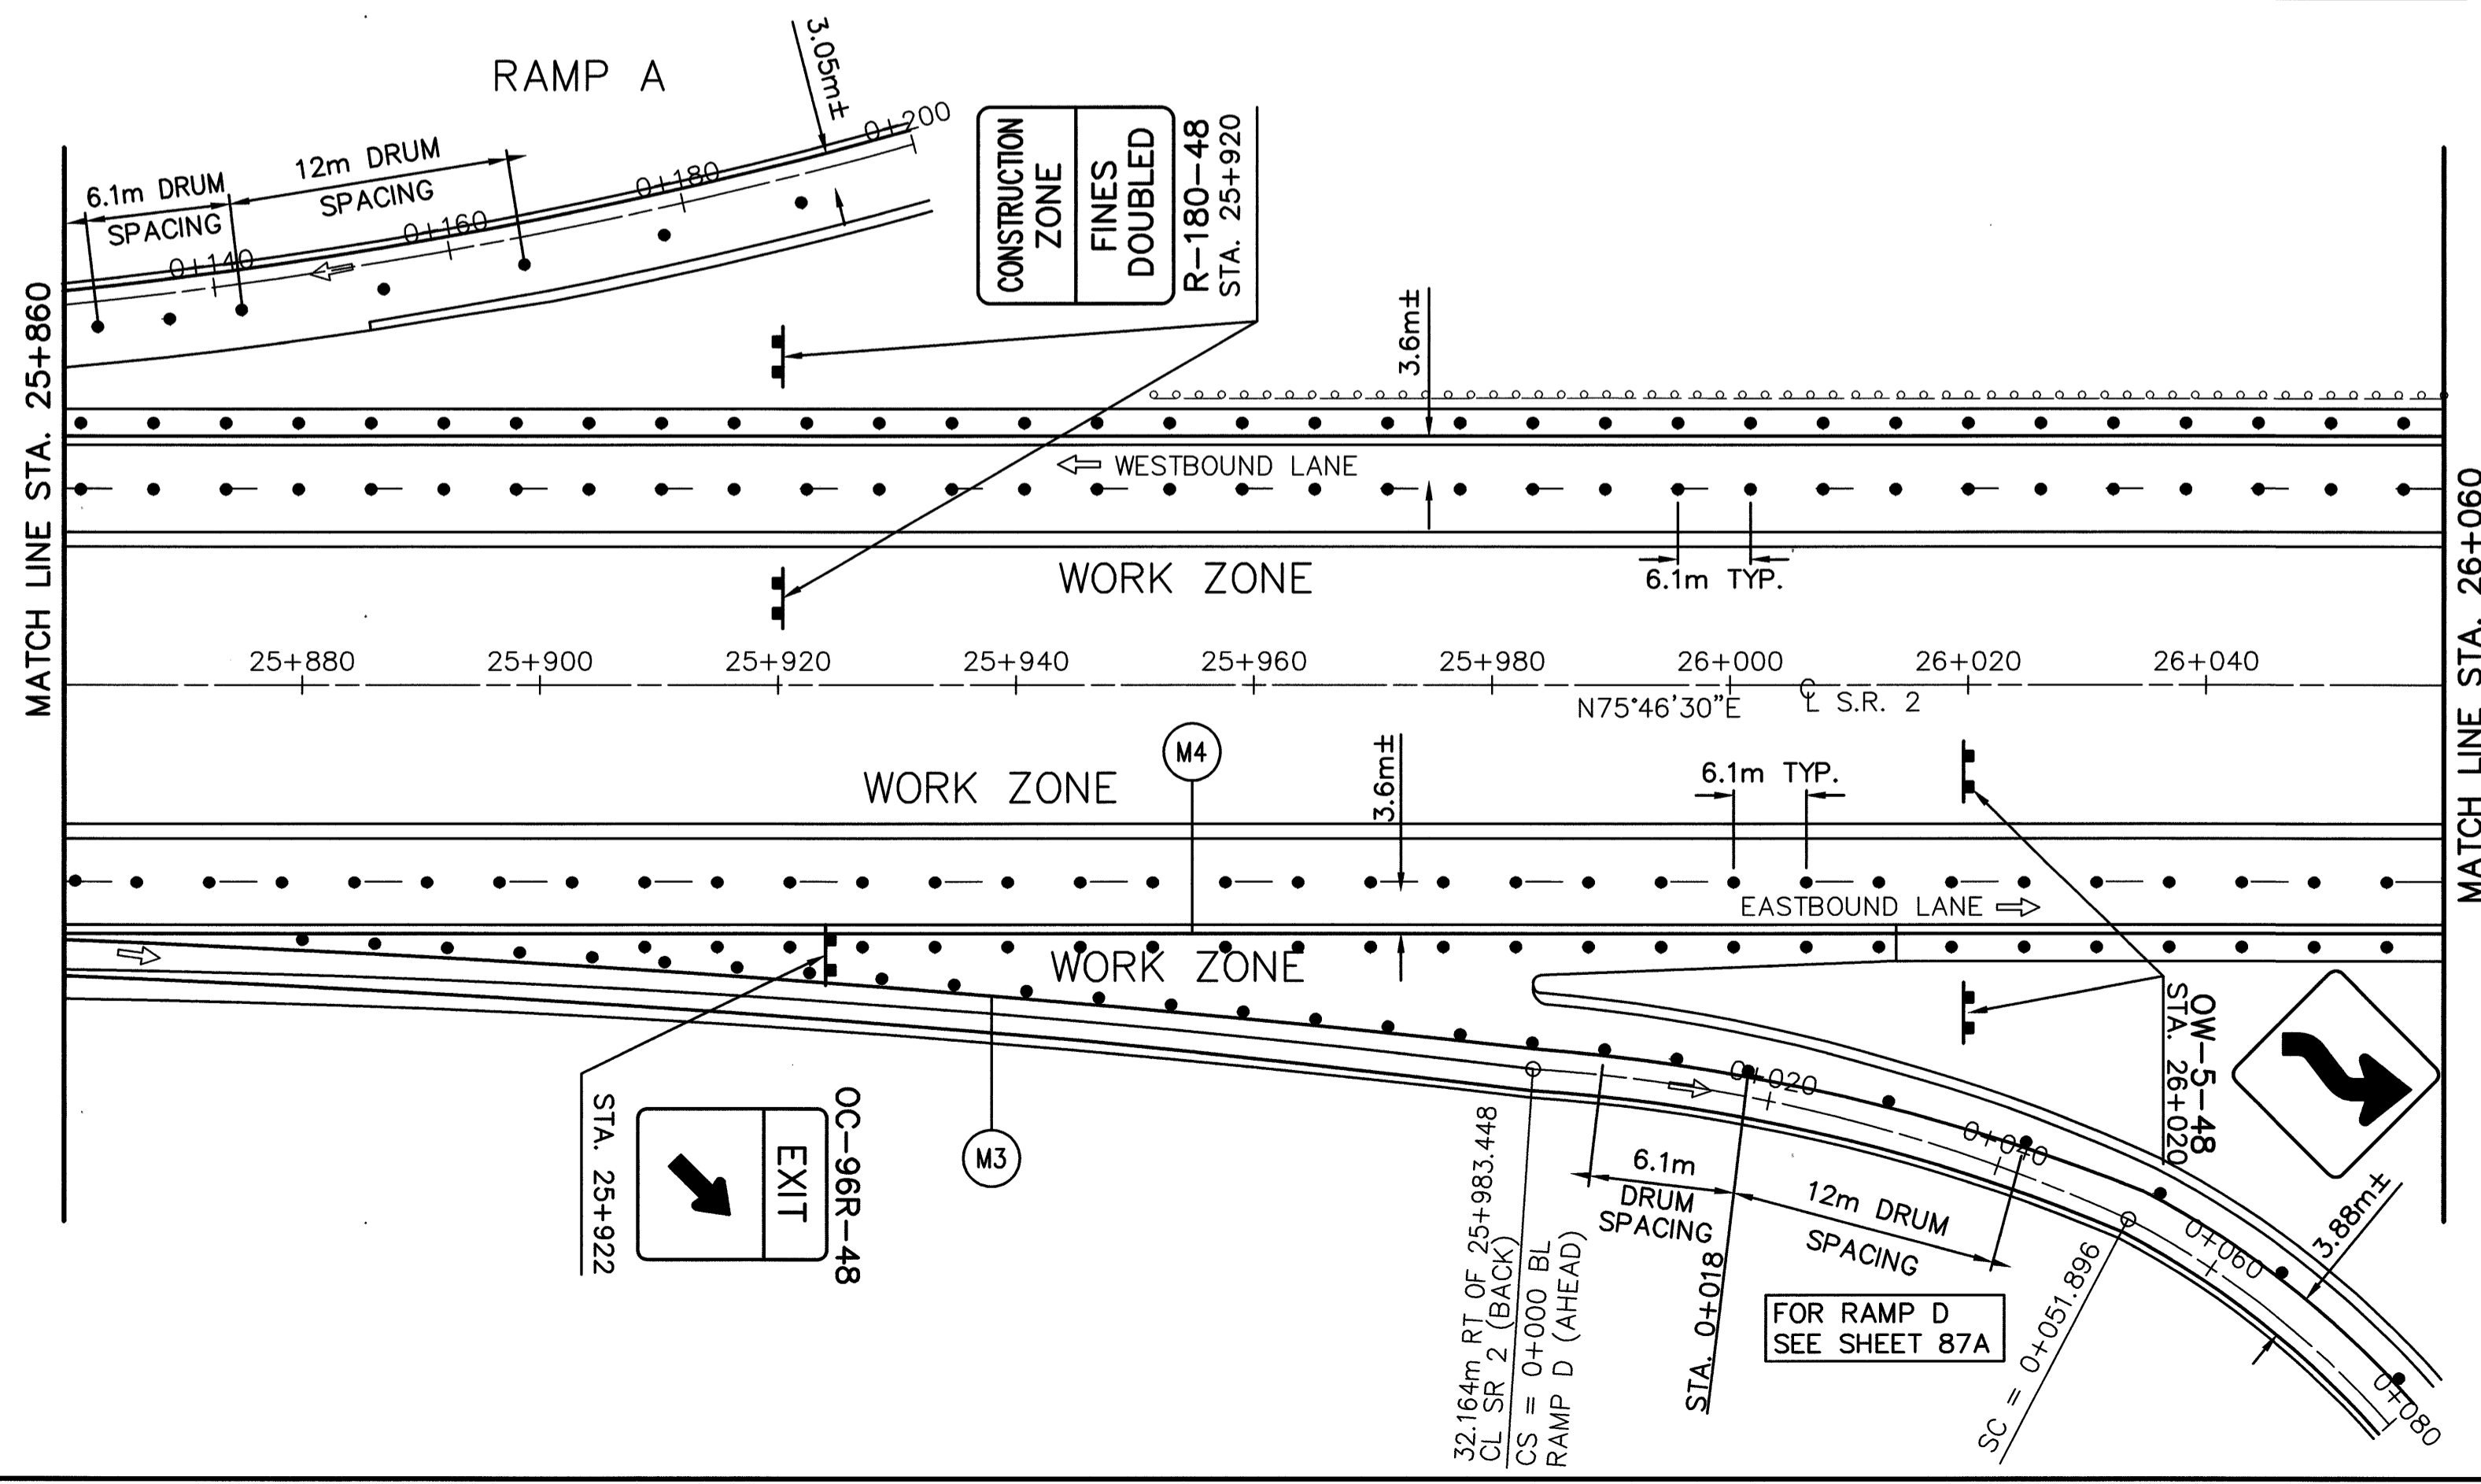 RAMP A
3.05m±
0+200
0+180
0+160
0+140
12m DRUM
SPACING
6.1m DRUM
SPACING
CONSTRUCTION
ZONE
FINES
DOUBLED
R-180-48
STA. 25+920
MATCH LINE STA. 25+860
3.6m±
WESTBOUND LANE
WORK ZONE
6.1m TYP.
25+880
25+900
25+920
25+940
25+960
25+980
26+000
26+020
26+040
N75°46'30"E
℄ S.R. 2
MATCH LINE STA. 26+060
M4
WORK ZONE
3.6m±
6.1m TYP.
EASTBOUND LANE
WORK ZONE
OW-5-48
STA. 26+020
OC-96R-48
EXIT
STA. 25+922
M3
0+020
0+040
0+060
0+080
6.1m
DRUM
SPACING
12m DRUM
SPACING
3.88m±
32.164m RT OF 25+983.448
CL SR 2 (BACK)
CS = 0+000 BL
RAMP D (AHEAD)
STA. 0+018
FOR RAMP D
SEE SHEET 87A
SC = 0+051.896